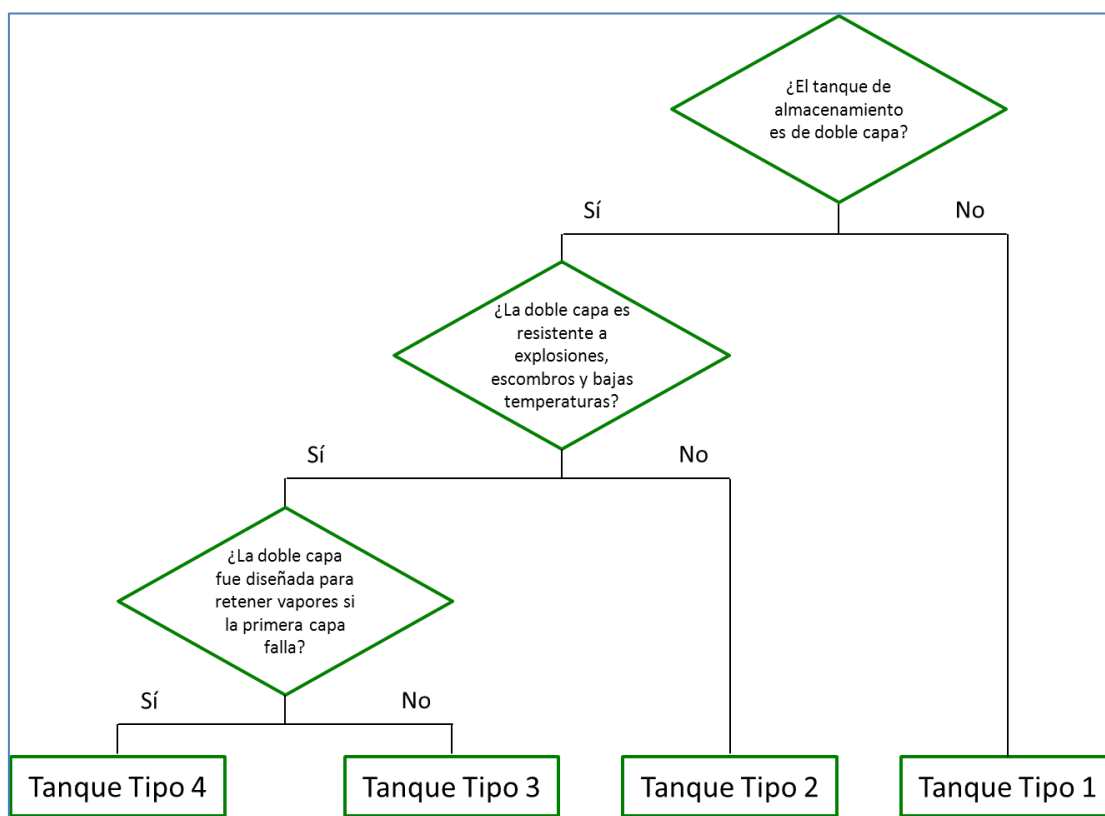 ¿El tanque de
almacenamiento
es de doble capa?
Sí
No
¿La doble capa es
resistente a
explosiones,
escombros y bajas
temperaturas?
Sí
No
¿La doble capa
fue diseñada para
retener vapores si
la primera capa
falla?
Sí
No
Tanque Tipo 4
Tanque Tipo 3
Tanque Tipo 2
Tanque Tipo 1